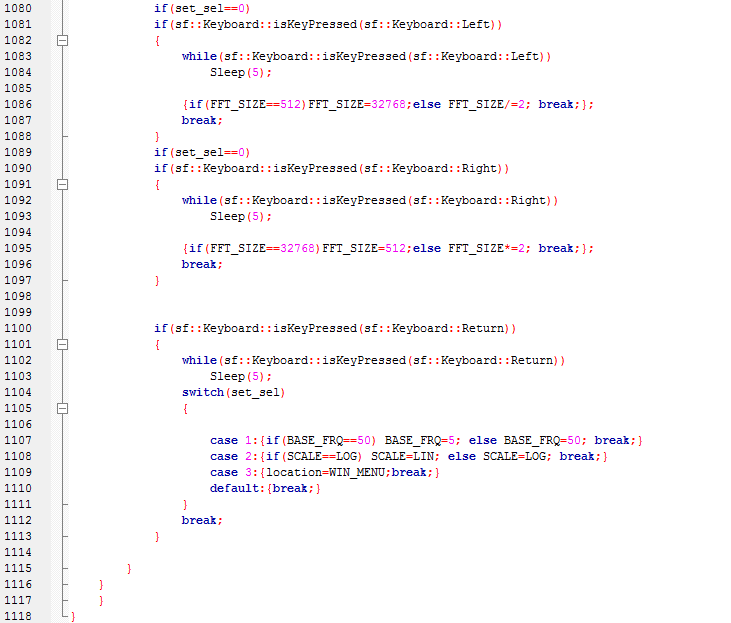 1080 if(set_sel==0)
1081 if(sf::Keyboard::isKeyPressed(sf::Keyboard::Left))
1082 {
1083 while(sf::Keyboard::isKeyPressed(sf::Keyboard::Left))
1084 Sleep(5);
1085
1086 {if(FFT_SIZE==512)FFT_SIZE=32768;else FFT_SIZE/=2; break;};
1087 break;
1088 }
1089 if(set_sel==0)
1090 if(sf::Keyboard::isKeyPressed(sf::Keyboard::Right))
1091 {
1092 while(sf::Keyboard::isKeyPressed(sf::Keyboard::Right))
1093 Sleep(5);
1094
1095 {if(FFT_SIZE==32768)FFT_SIZE=512;else FFT_SIZE*=2; break;};
1096 break;
1097 }
1098
1099
1100 if(sf::Keyboard::isKeyPressed(sf::Keyboard::Return))
1101 {
1102 while(sf::Keyboard::isKeyPressed(sf::Keyboard::Return))
1103 Sleep(5);
1104 switch(set_sel)
1105 {
1106
1107 case 1:{if(BASE_FRQ==50) BASE_FRQ=5; else BASE_FRQ=50; break;}
1108 case 2:{if(SCALE==LOG) SCALE=LIN; else SCALE=LOG; break;}
1109 case 3:{location=WIN_MENU;break;}
1110 default:{break;}
1111 }
1112 break;
1113 }
1114
1115 }
1116 }
1117 }
1118 }